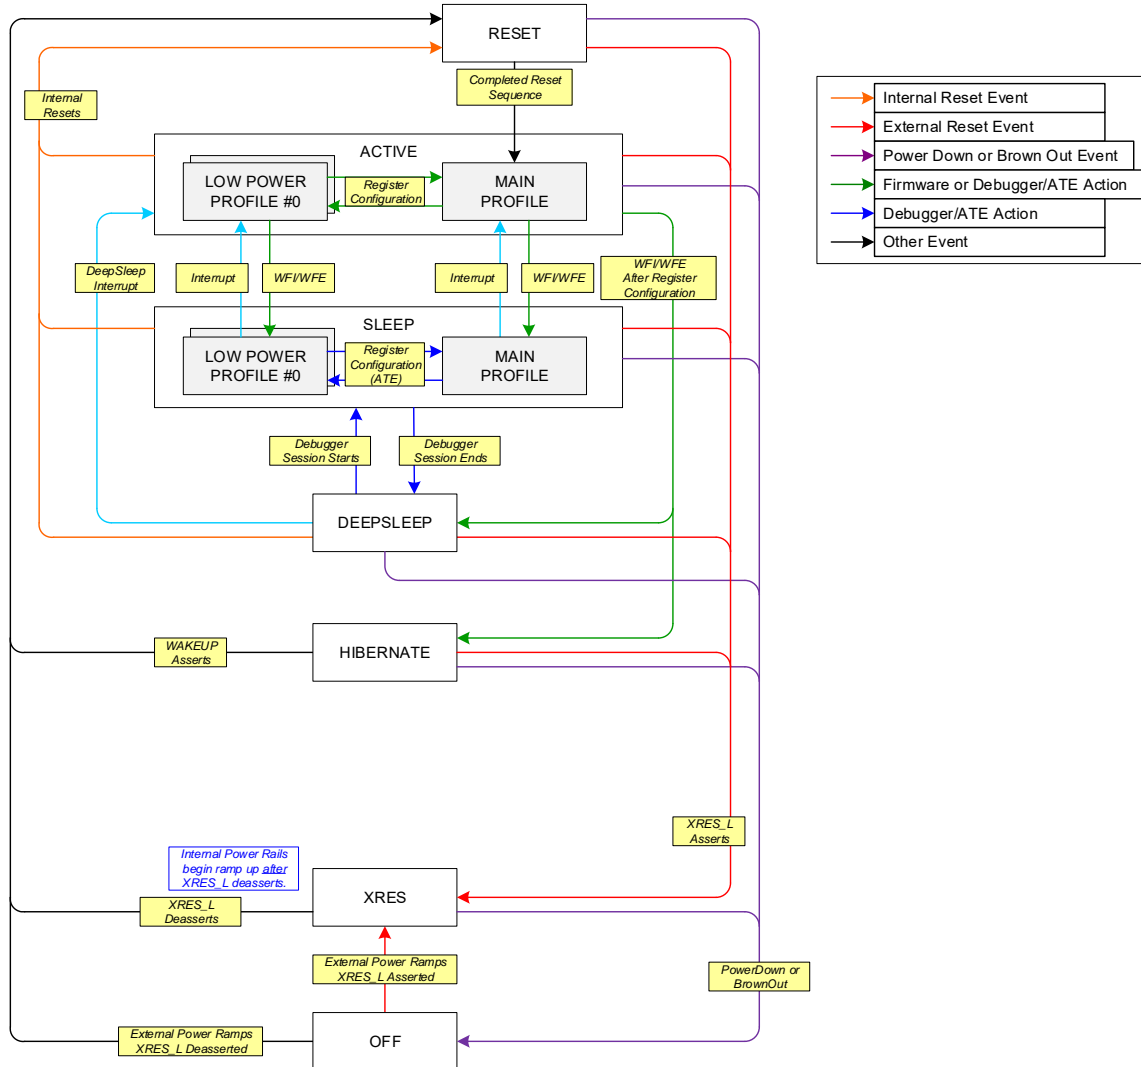 RESET
Completed Reset
Sequence
Internal
Resets
Internal Reset Event
External Reset Event
Power Down or Brown Out Event
Firmware or Debugger/ATE Action
Debugger/ATE Action
Other Event
ACTIVE
LOW POWER
PROFILE #0
Register
Configuration
MAIN
PROFILE
DeepSleep
Interrupt
Interrupt
WFI/WFE
Interrupt
WFI/WFE
WFI/WFE
After Register
Configuration
SLEEP
LOW POWER
PROFILE #0
Register
Configuration
(ATE)
MAIN
PROFILE
Debugger
Session Starts
Debugger
Session Ends
DEEPSLEEP
WAKEUP
Asserts
HIBERNATE
XRES_L
Asserts
Internal Power Rails
begin ramp up after
XRES_L deasserts.
XRES
XRES_L
Deasserts
External Power Ramps
XRES_L Asserted
PowerDown or
BrownOut
External Power Ramps
XRES_L Deasserted
OFF